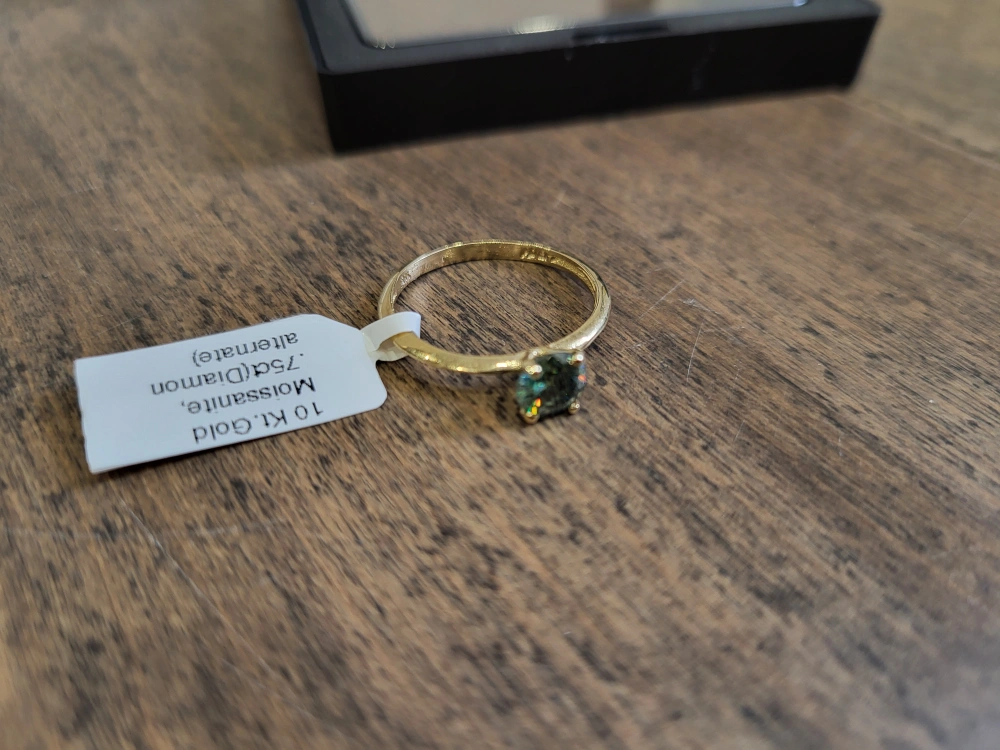 10 Kt. Gold
Moissanite,
.75ct(Diamon
alternate)